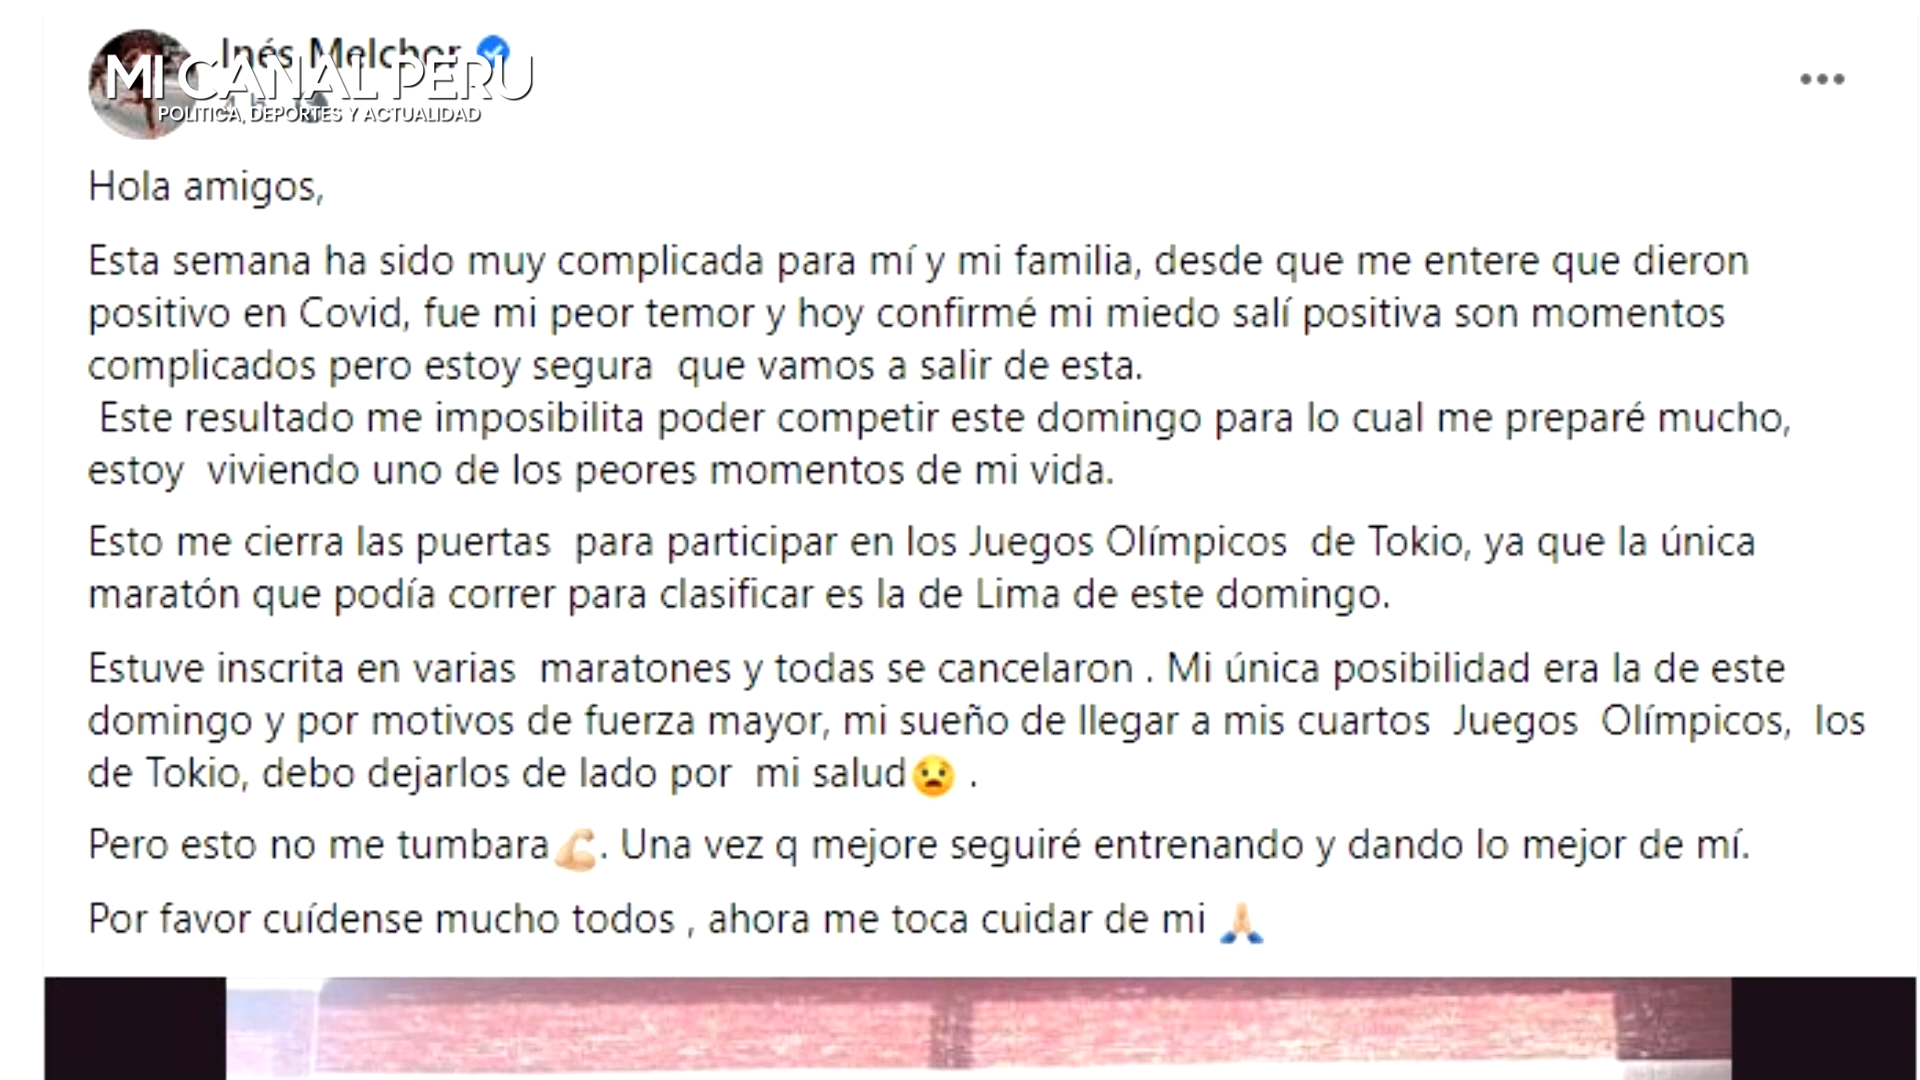 Inés Melchor
MI CANAL PERU
POLITICA, DEPORTES Y ACTUALIDAD
Hola amigos,
Esta semana ha sido muy complicada para mí y mi familia, desde que me entere que dieron
positivo en Covid, fue mi peor temor y hoy confirmé mi miedo salí positiva son momentos
complicados pero estoy segura que vamos a salir de esta.
Este resultado me imposibilita poder competir este domingo para lo cual me preparé mucho,
estoy viviendo uno de los peores momentos de mi vida.
Esto me cierra las puertas para participar en los Juegos Olímpicos de Tokio, ya que la única
maratón que podía correr para clasificar es la de Lima de este domingo.
Estuve inscrita en varias maratones y todas se cancelaron . Mi única posibilidad era la de este
domingo y por motivos de fuerza mayor, mi sueño de llegar a mis cuartos Juegos Olímpicos, los
de Tokio, debo dejarlos de lado por mi salud😧 .
Pero esto no me tumbara💪🏻. Una vez q mejore seguiré entrenando y dando lo mejor de mí.
Por favor cuídense mucho todos , ahora me toca cuidar de mi 🙏🏻